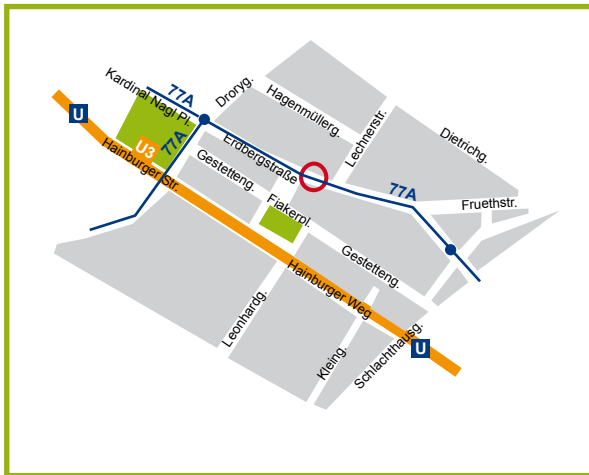 77A
Kardinal Nagl Pl.
Droryg.
Hagenmüllerg.
Lechnerstr.
Dietrichg.
U
77A
U3
Erdbergstraße
Hainburger Str.
Gestetteng.
77A
Fruethstr.
Fiakerpl.
Gestetteng.
Hainburger Weg
Leonhardg.
Kleing.
Schlachthausg.
U